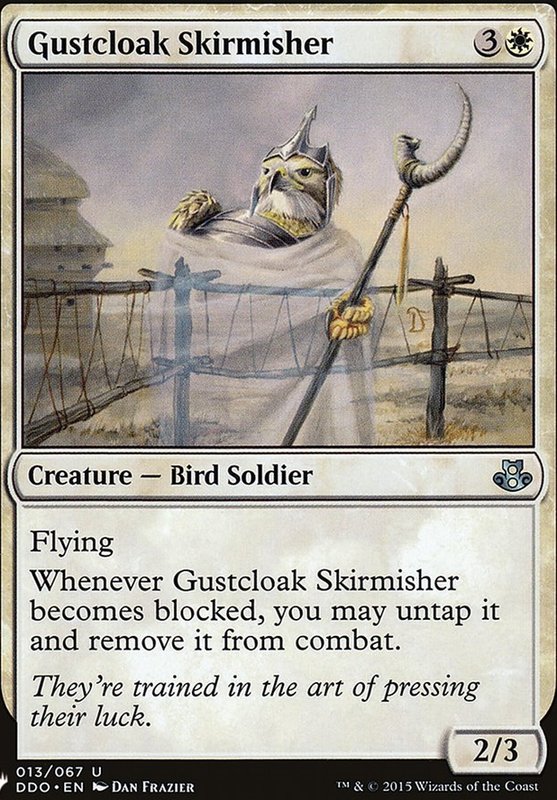 Gustcloak Skirmisher 3
Creature — Bird Soldier
Flying
Whenever Gustcloak Skirmisher
becomes blocked, you may untap it
and remove it from combat.
They're trained in the art of pressing
their luck.
2/3
013/067 U
DDO • EN Dan Frazier
™ & © 2015 Wizards of the Coast